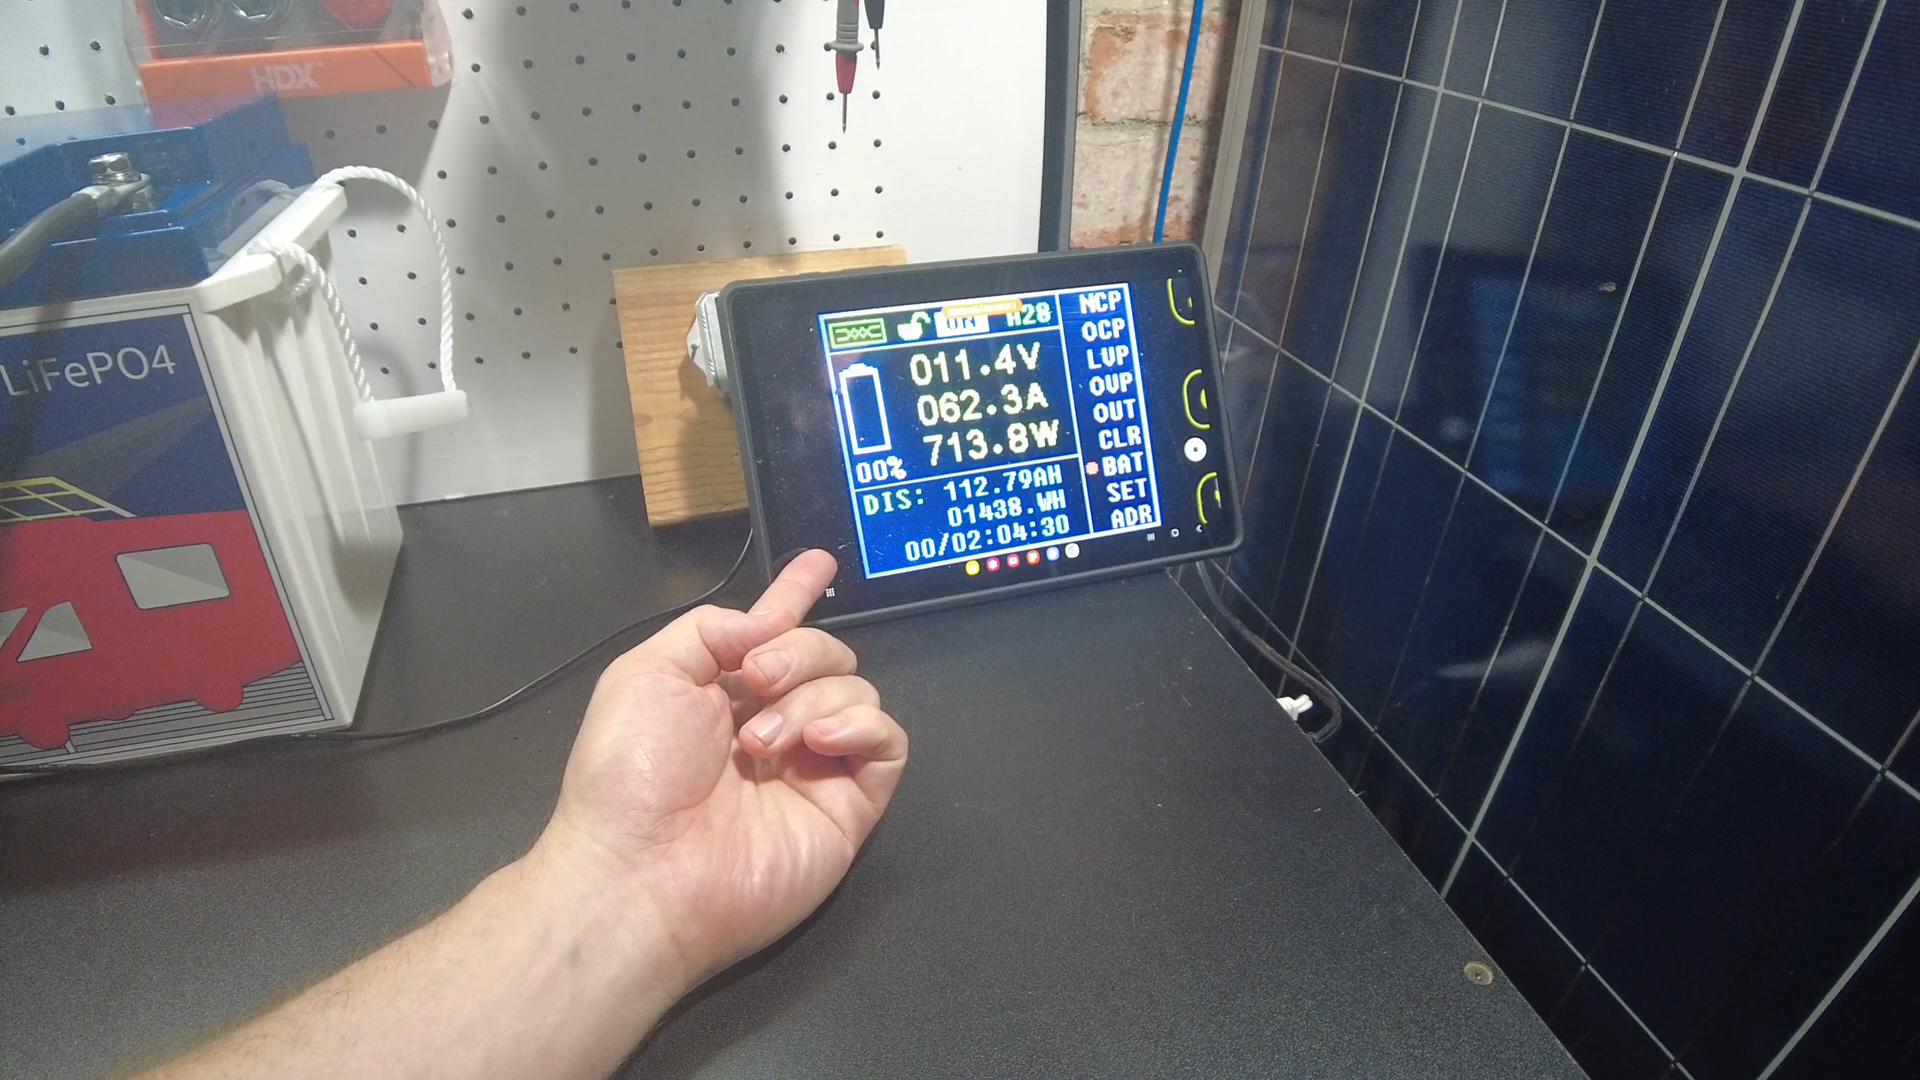 HDX
LiFePO4
ON
H28
011.4V
062.3A
713.8W
00%
DIS: 112.79AH
01438.WH
00/02:04:30
NCP
OCP
LVP
OVP
OUT
CLR
BAT
SET
ADR